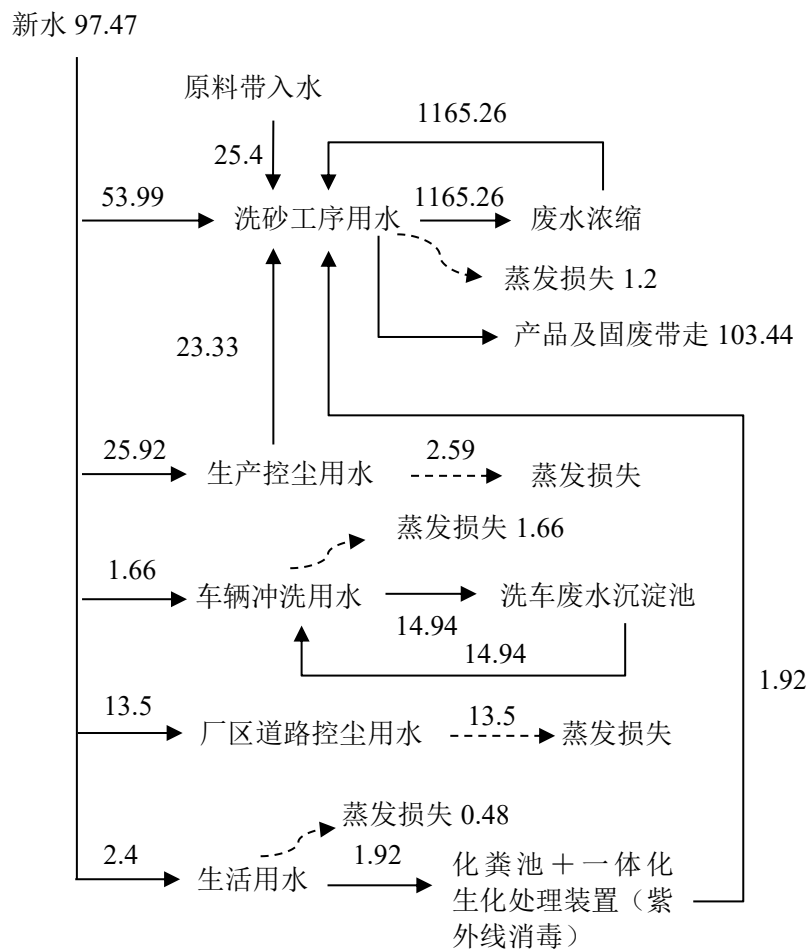 新水 97.47
原料带入水
1165.26
25.4
53.99
洗砂工序用水
1165.26
废水浓缩
蒸发损失 1.2
产品及固废带走 103.44
23.33
25.92
生产控尘用水
2.59
蒸发损失
蒸发损失 1.66
1.66
车辆冲洗用水
洗车废水沉淀池
14.94
14.94
1.92
13.5
厂区道路控尘用水
13.5
蒸发损失
蒸发损失 0.48
2.4
生活用水
1.92
化粪池＋一体化
生化处理装置（紫
外线消毒）